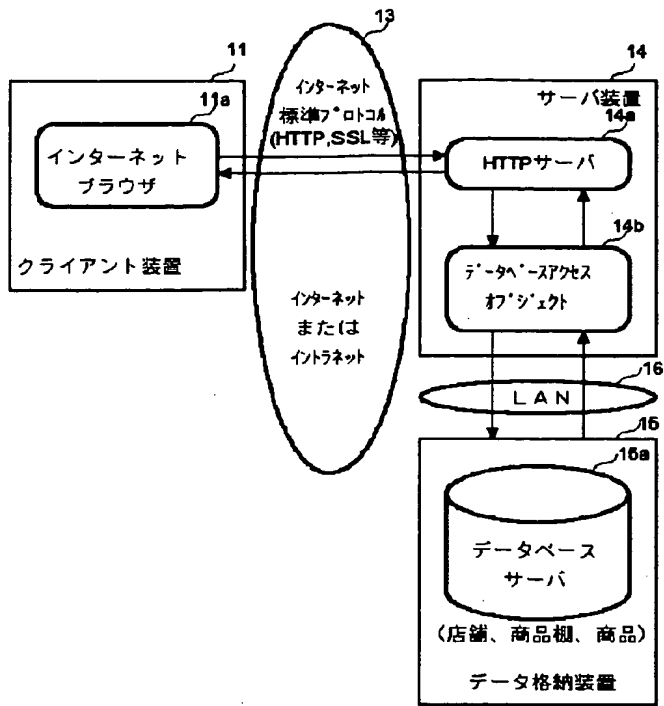 11
11a
インターネット
ブラウザ
クライアント装置
13
インターネット
標準プロトコル
(HTTP,SSL等)
インターネット
または
イントラネット
14
サーバ装置
14a
HTTPサーバ
14b
データベースアクセス
オブジェクト
16
LAN
15
15a
データベース
サーバ
(店舗、商品棚、商品)
データ格納装置